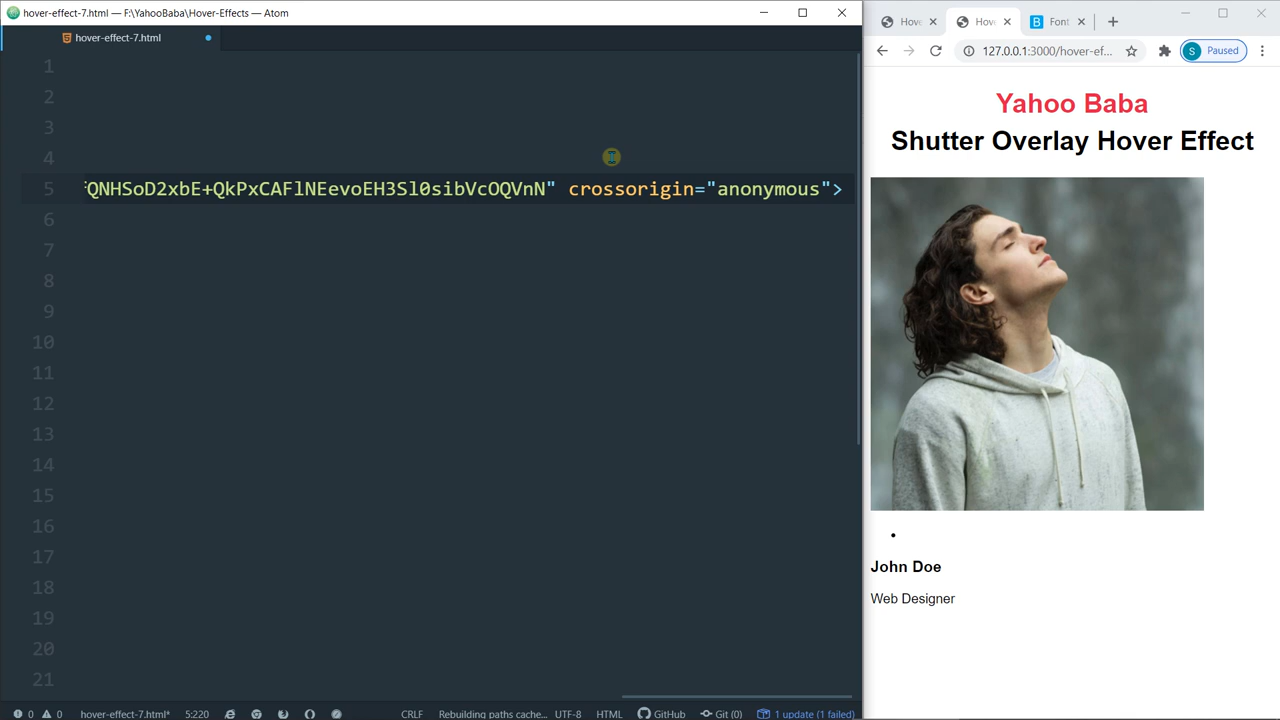 hover-effect-7.html — F:\YahooBaba\Hover-Effects — Atom
hover-effect-7.html
1
2
3
4
5 QNHSoD2xbE+QkPxCAFlNEevoEH3Sl0sibVcOQVnN" crossorigin="anonymous">
6
7
8
9
10
11
12
13
14
15
16
17
18
19
20
21
0 0 hover-effect-7.html* 5:220 CRLF Rebuilding paths cache... UTF-8 HTML GitHub Git (0) 1 update (1 failed)
Hove Hov Font
127.0.0.1:3000/hover-ef... S Paused
Yahoo Baba
Shutter Overlay Hover Effect
John Doe
Web Designer